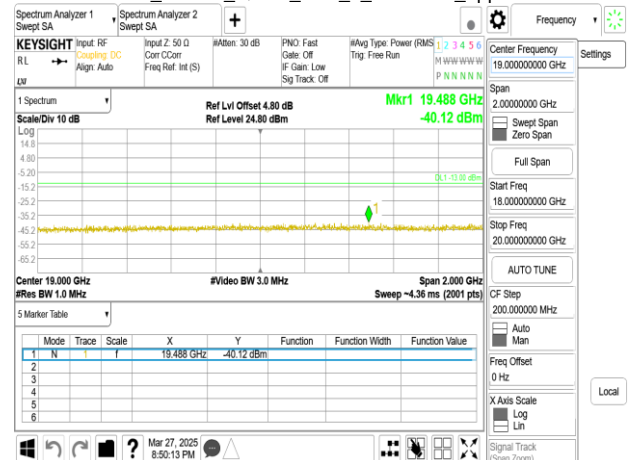 Spectrum Analyzer 1
Swept SA
Spectrum Analyzer 2
Swept SA
+
Frequency
KEYSIGHT
RL
Input: RF
Coupling: DC
Align: Auto
Input Z: 50 Ω
Corr CCorr
Freq Ref: Int (S)
#Atten: 30 dB
PNO: Fast
Gate: Off
IF Gain: Low
Sig Track: Off
#Avg Type: Power (RMS
Trig: Free Run
1 2 3 4 5 6
M W W W W W
P N N N N N
1 Spectrum
Scale/Div 10 dB
Ref Lvl Offset 4.80 dB
Ref Level 24.80 dBm
Mkr1 19.488 GHz
-40.12 dBm
Log
14.8
4.80
-5.20
-15.2
-25.2
-35.2
-45.2
-55.2
-65.2
DL1 -13.00 dBm
1
Center 19.000 GHz
#Res BW 1.0 MHz
#Video BW 3.0 MHz
Span 2.000 GHz
Sweep ~4.36 ms (2001 pts)
5 Marker Table
Mode Trace Scale X Y Function Function Width Function Value
1 N 1 f 19.488 GHz -40.12 dBm
2
3
4
5
6
?
Mar 27, 2025
8:50:13 PM
Center Frequency
19.000000000 GHz
Settings
Span
2.00000000 GHz
Swept Span
Zero Span
Full Span
Start Freq
18.000000000 GHz
Stop Freq
20.000000000 GHz
AUTO TUNE
CF Step
200.000000 MHz
Auto
Man
Freq Offset
0 Hz
X Axis Scale
Log
Lin
Local
Signal Track
(Span Zoom)